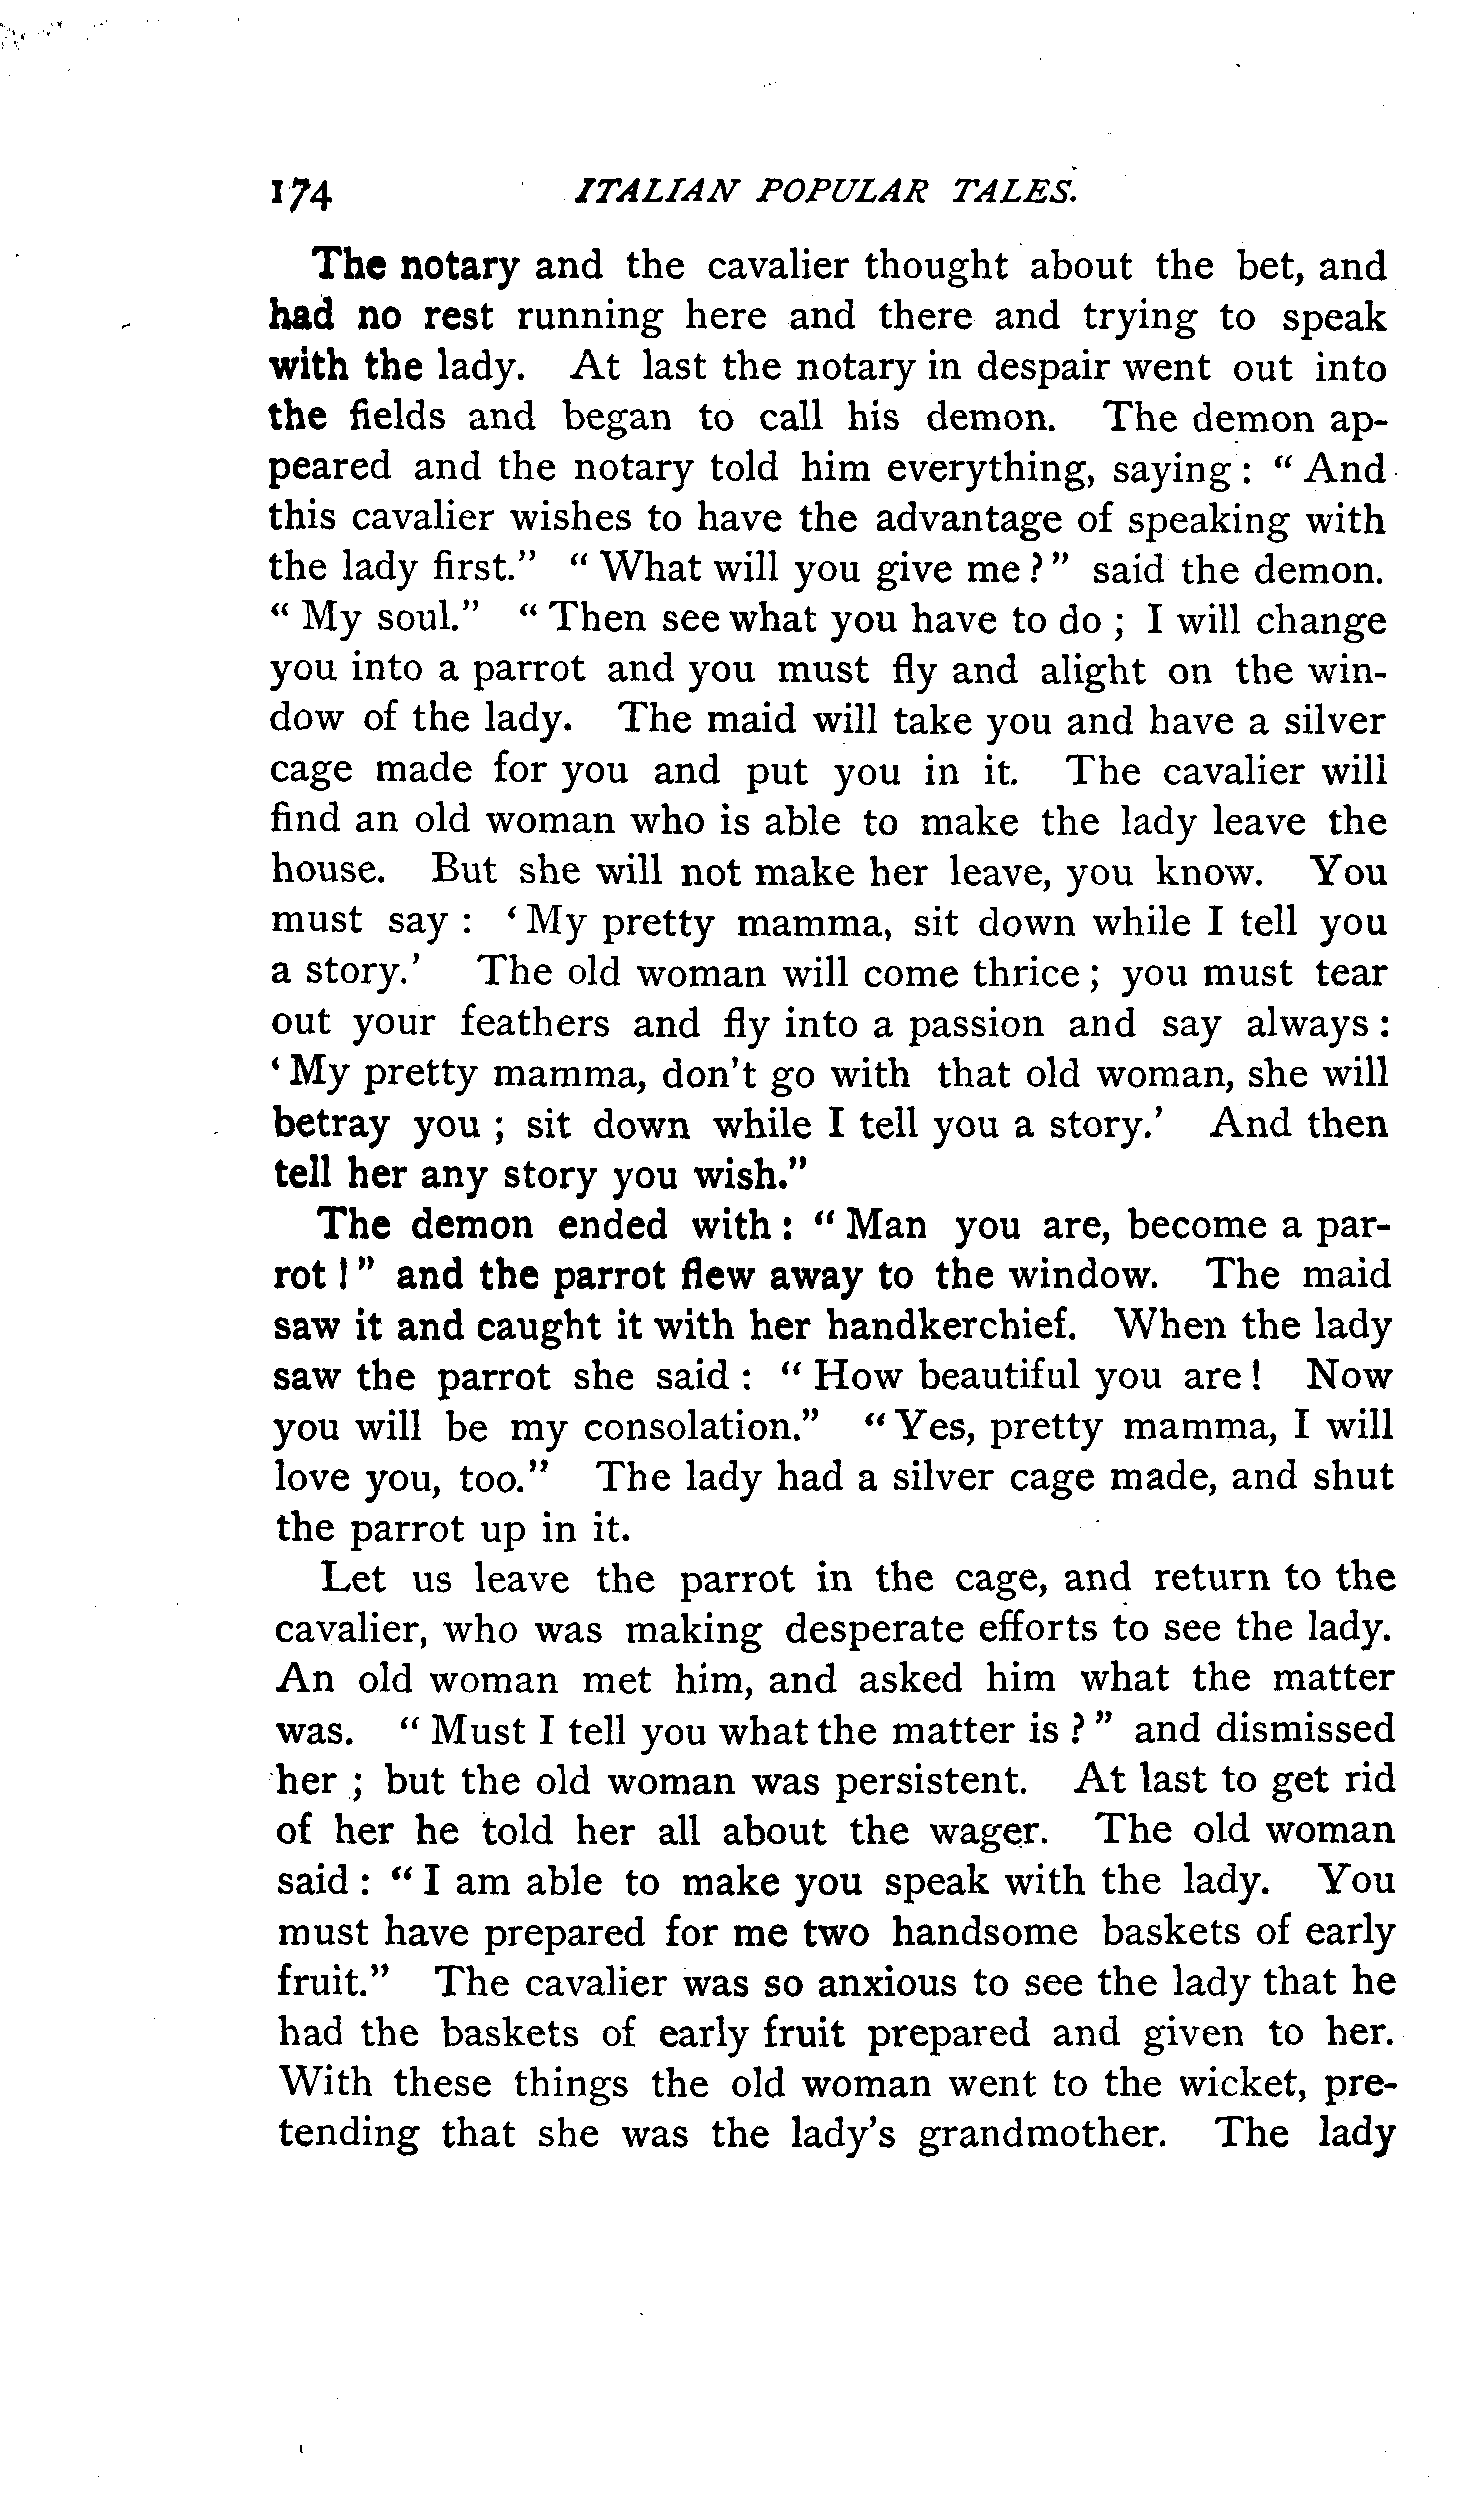 174 ITALIAN POPULAR TALES.
The notary and the cavalier thought about the bet, and
had no rest running here and there and trying to speak
with the lady. At last the notary in despair went out into
the fields and began to call his demon. The demon ap-
peared and the notary told him everything, saying : " And
this cavalier wishes to have the advantage of speaking with
the lady first." " What will you give me ? " said the demon.
" My soul." " Then see what you have to do ; I will change
you into a parrot and you must fly and alight on the win-
dow of the lady. The maid will take you and have a silver
cage made for you and put you in it. The cavalier will
find an old woman who is able to make the lady leave the
house. But she will not make her leave, you know. You
must say : ' My pretty mamma, sit down while I tell you
a story.' The old woman will come thrice ; you must tear
out your feathers and fly into a passion and say always :
' My pretty mamma, don't go with that old woman, she will
betray you ; sit down while I tell you a story.' And then
tell her any story you wish."
The demon ended with : " Man you are, become a par-
rot ! " and the parrot flew away to the window. The maid
saw it and caught it with her handkerchief. When the lady
saw the parrot she said : " How beautiful you are ! Now
you will be my consolation." " Yes, pretty mamma, I will
love you, too." The lady had a silver cage made, and shut
the parrot up in it.
Let us leave the parrot in the cage, and return to the
cavalier, who was making desperate efforts to see the lady.
An old woman met him, and asked him what the matter
was. " Must I tell you what the matter is ? " and dismissed
her ; but the old woman was persistent. At last to get rid
of her he told her all about the wager. The old woman
said : " I am able to make you speak with the lady. You
must have prepared for me two handsome baskets of early
fruit." The cavalier was so anxious to see the lady that he
had the baskets of early fruit prepared and given to her.
With these things the old woman went to the wicket, pre-
tending that she was the lady's grandmother. The lady